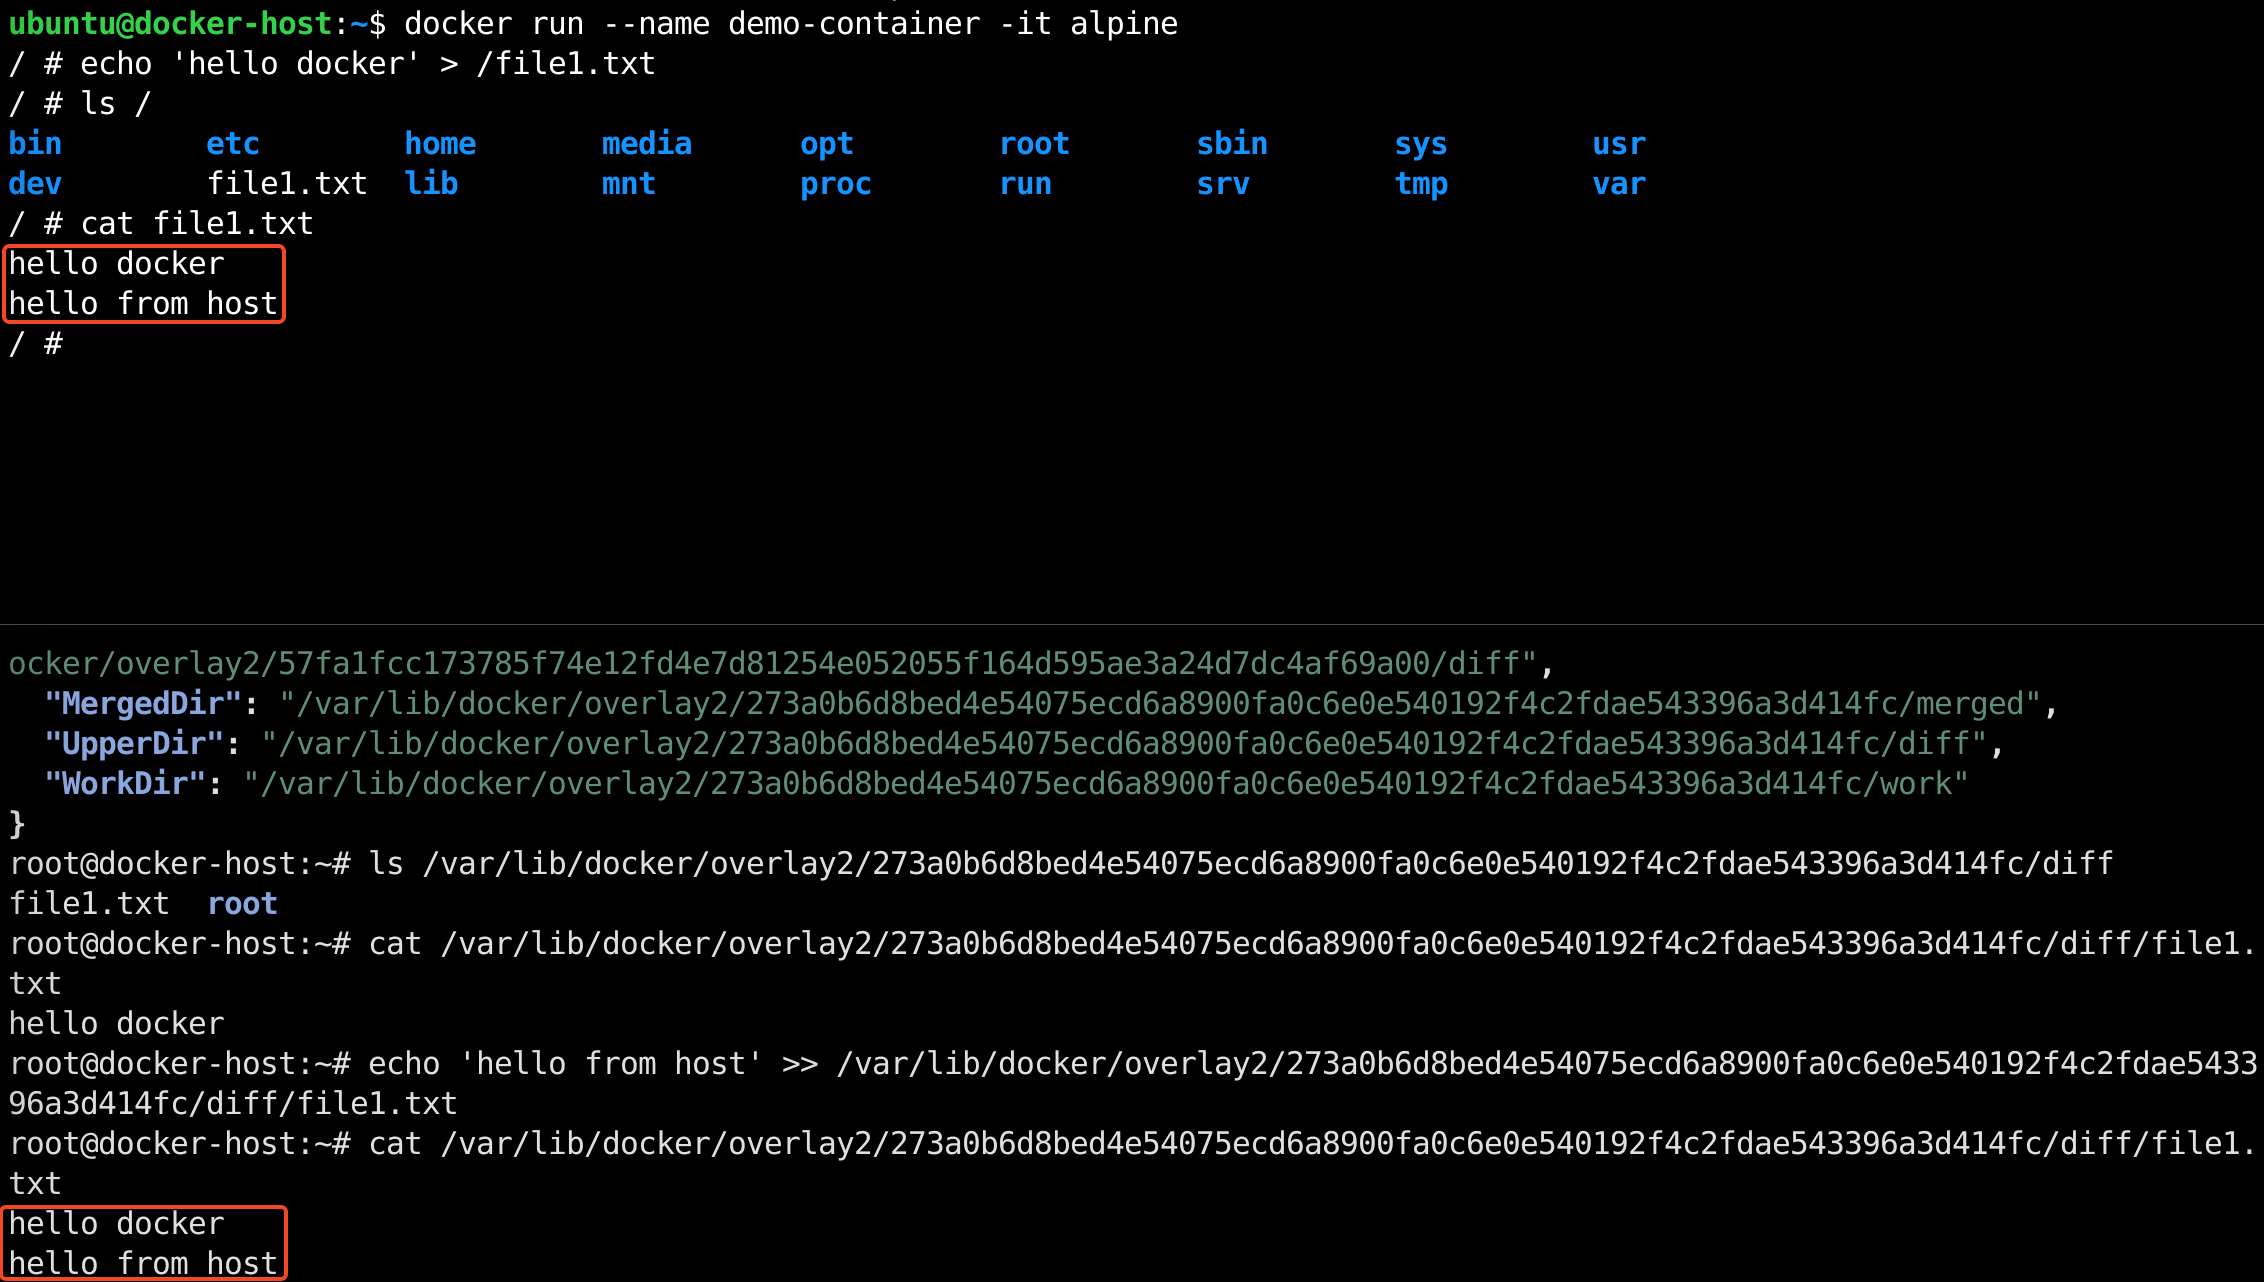 ubuntu@docker-host:~$ docker run --name demo-container -it alpine
/ # echo 'hello docker' > /file1.txt
/ # ls /
bin        etc        home       media      opt        root       sbin       sys        usr
dev        file1.txt  lib        mnt        proc       run        srv        tmp        var
/ # cat file1.txt
hello docker
hello from host
/ #
ocker/overlay2/57fa1fcc173785f74e12fd4e7d81254e052055f164d595ae3a24d7dc4af69a00/diff",
  "MergedDir": "/var/lib/docker/overlay2/273a0b6d8bed4e54075ecd6a8900fa0c6e0e540192f4c2fdae543396a3d414fc/merged",
  "UpperDir": "/var/lib/docker/overlay2/273a0b6d8bed4e54075ecd6a8900fa0c6e0e540192f4c2fdae543396a3d414fc/diff",
  "WorkDir": "/var/lib/docker/overlay2/273a0b6d8bed4e54075ecd6a8900fa0c6e0e540192f4c2fdae543396a3d414fc/work"
}
root@docker-host:~# ls /var/lib/docker/overlay2/273a0b6d8bed4e54075ecd6a8900fa0c6e0e540192f4c2fdae543396a3d414fc/diff
file1.txt  root
root@docker-host:~# cat /var/lib/docker/overlay2/273a0b6d8bed4e54075ecd6a8900fa0c6e0e540192f4c2fdae543396a3d414fc/diff/file1.
txt
hello docker
root@docker-host:~# echo 'hello from host' >> /var/lib/docker/overlay2/273a0b6d8bed4e54075ecd6a8900fa0c6e0e540192f4c2fdae5433
96a3d414fc/diff/file1.txt
root@docker-host:~# cat /var/lib/docker/overlay2/273a0b6d8bed4e54075ecd6a8900fa0c6e0e540192f4c2fdae543396a3d414fc/diff/file1.
txt
hello docker
hello from host